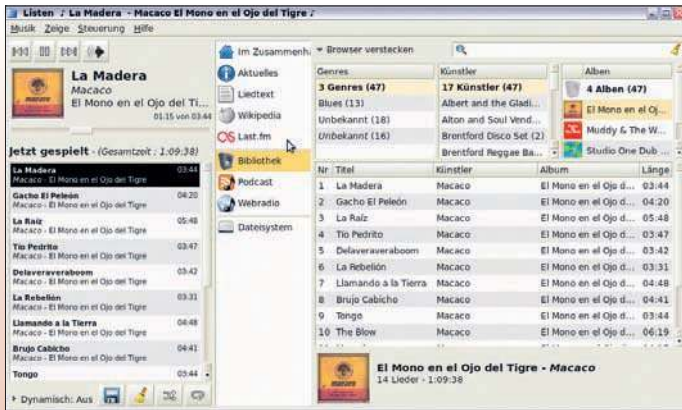 Listen ♪ La Madera - Macaco El Mono en el Ojo del Tigre ♪
Musik Zeige Steuerung Hilfe
La Madera
Macaco
El Mono en el Ojo del Ti...
01:15 von 03:44
Jetzt gespielt - (Gesamtzeit : 1:09:38)
La Madera 03:44
Macaco - El Mono en el Ojo del Tigre
Gacho El Peleón 04:20
Macaco - El Mono en el Ojo del Tigre
La Raíz 05:48
Macaco - El Mono en el Ojo del Tigre
Tio Pedrito 03:47
Macaco - El Mono en el Ojo del Tigre
Delaveraveraboom 03:42
Macaco - El Mono en el Ojo del Tigre
La Rebelión 03:31
Macaco - El Mono en el Ojo del Tigre
Llamando a la Tierra 04:48
Macaco - El Mono en el Ojo del Tigre
Brujo Cabicho 04:41
Macaco - El Mono en el Ojo del Tigre
Tongo 03:44
Dynamisch: Aus
Im Zusammenh
Aktuelles
Liedtext
Wikipedia
Last.fm
Bibliothek
Podcast
Webradio
Dateisystem
Browser verstecken
Genres
3 Genres (47)
Blues (13)
Unbekannt (18)
Unbekannt (16)
Künstler
17 Künstler (47)
Albert and the Gladi...
Alton and Soul Vend...
Brentford Disco Set (2)
Brentford Reggae Ba...
Alben
4 Alben (47)
El Mono en el Oj...
Muddy & The W...
Studio One Dub ...
Nr Titel Künstler Album Länge
1 La Madera Macaco El Mono en el Ojo d... 03:44
2 Gacho El Peleón Macaco El Mono en el Ojo d... 04:20
3 La Raíz Macaco El Mono en el Ojo d... 05:48
4 Tio Pedrito Macaco El Mono en el Ojo d... 03:47
5 Delaveraveraboom Macaco El Mono en el Ojo d... 03:42
6 La Rebelión Macaco El Mono en el Ojo d... 03:31
7 Llamando a la Tierra Macaco El Mono en el Ojo d... 04:48
8 Brujo Cabicho Macaco El Mono en el Ojo d... 04:41
9 Tongo Macaco El Mono en el Ojo d... 03:44
10 The Blow Macaco El Mono en el Ojo d... 06:19
El Mono en el Ojo del Tigre - Macaco
14 Lieder - 1:09:38